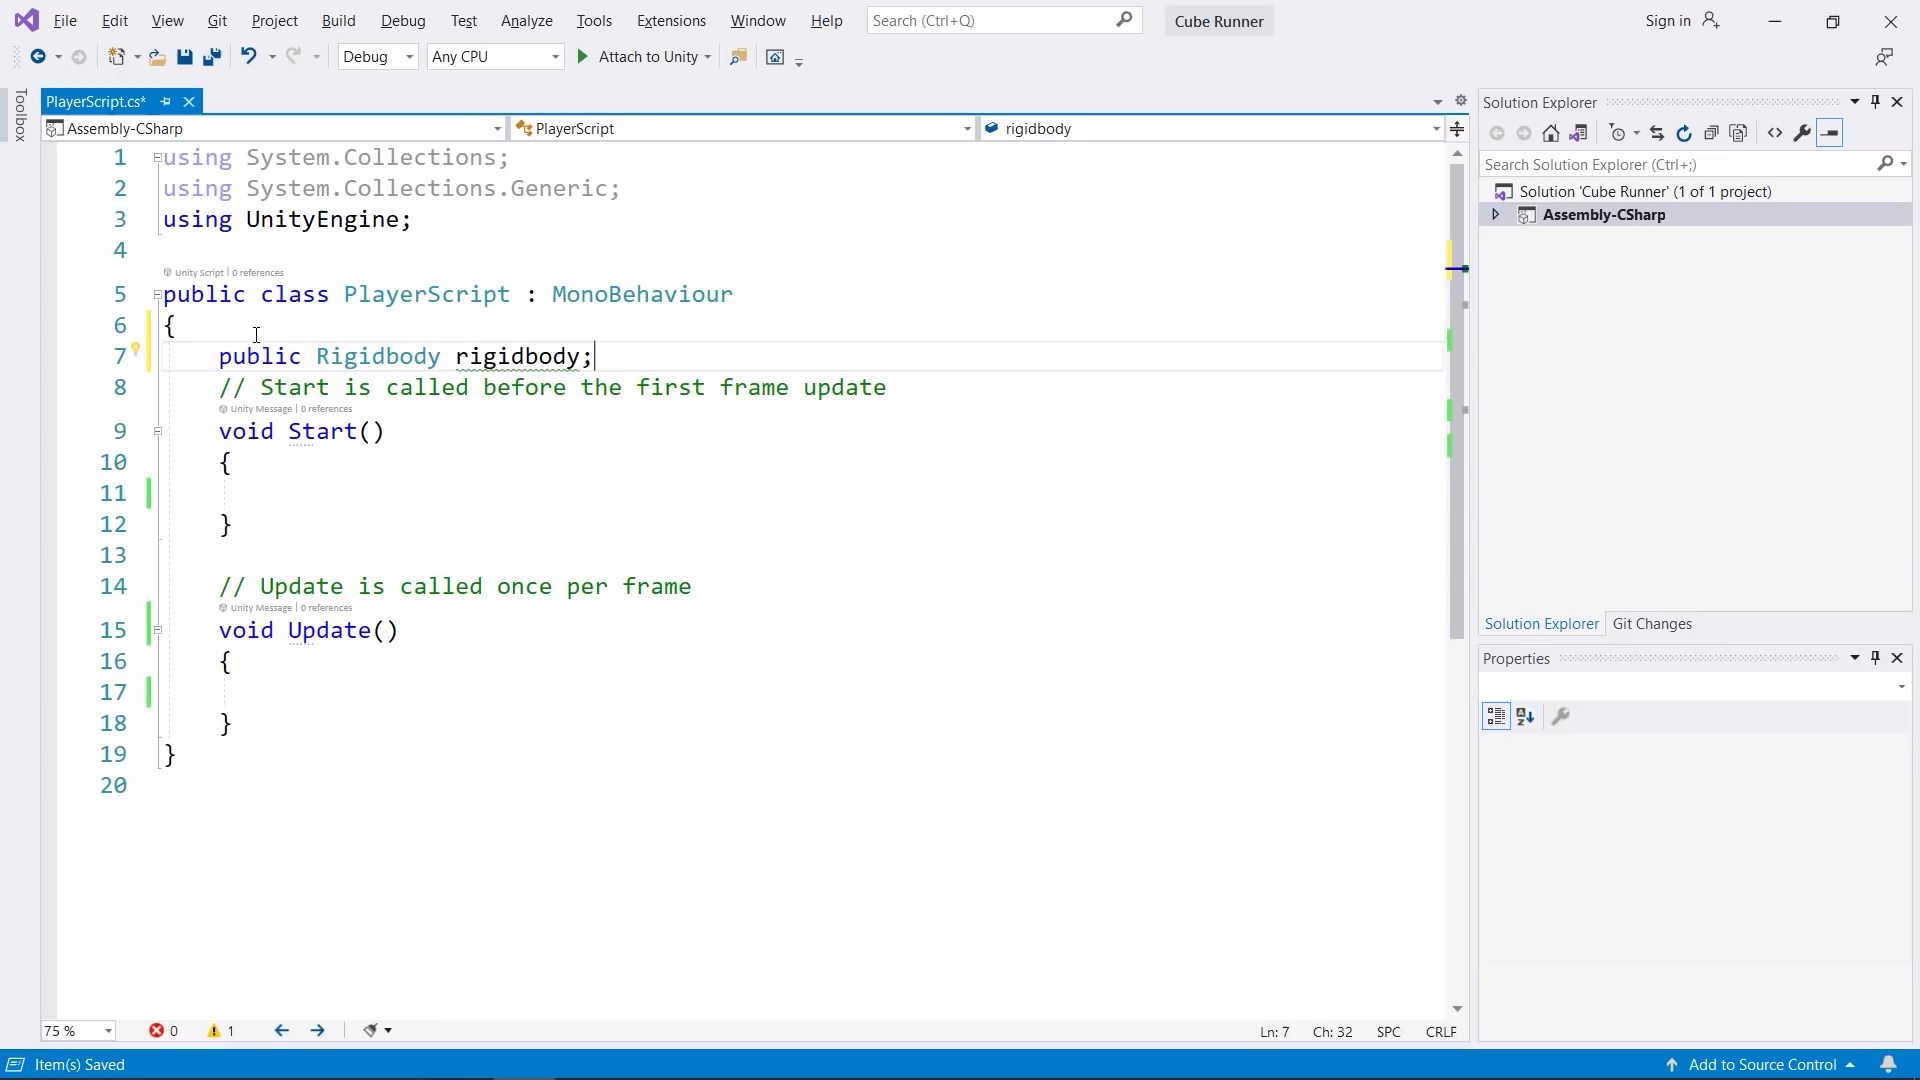 File Edit View Git Project Build Debug Test Analyze Tools Extensions Window Help Search (Ctrl+Q) Cube Runner Sign in
Debug Any CPU Attach to Unity
Toolbox
PlayerScript.cs*
Assembly-CSharp PlayerScript rigidbody
1 using System.Collections;
2 using System.Collections.Generic;
3 using UnityEngine;
4
Unity Script | 0 references
5 public class PlayerScript : MonoBehaviour
6 {
7 public Rigidbody rigidbody;
8 // Start is called before the first frame update
Unity Message | 0 references
9 void Start()
10 {
11
12 }
13
14 // Update is called once per frame
Unity Message | 0 references
15 void Update()
16 {
17
18 }
19 }
20
75 % 0 1 Ln: 7 Ch: 32 SPC CRLF
Solution Explorer
Search Solution Explorer (Ctrl+;)
Solution 'Cube Runner' (1 of 1 project)
Assembly-CSharp
Solution Explorer Git Changes
Properties
Item(s) Saved Add to Source Control